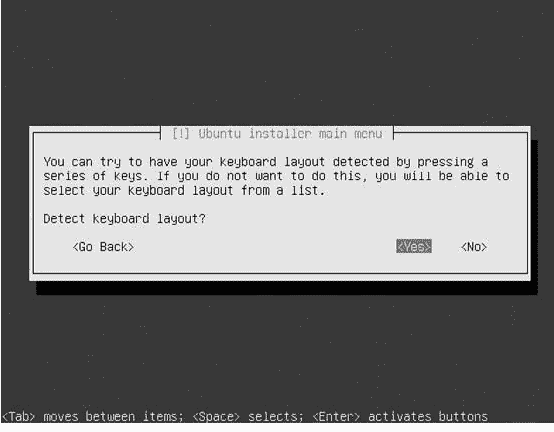 [!] Ubuntu installer main menu
You can try to have your keyboard layout detected by pressing a
series of keys. If you do not want to do this, you will be able to
select your keyboard layout from a list.
Detect keyboard layout?
<Go Back> <Yes> <No>
<Tab> moves between items; <Space> selects; <Enter> activates buttons